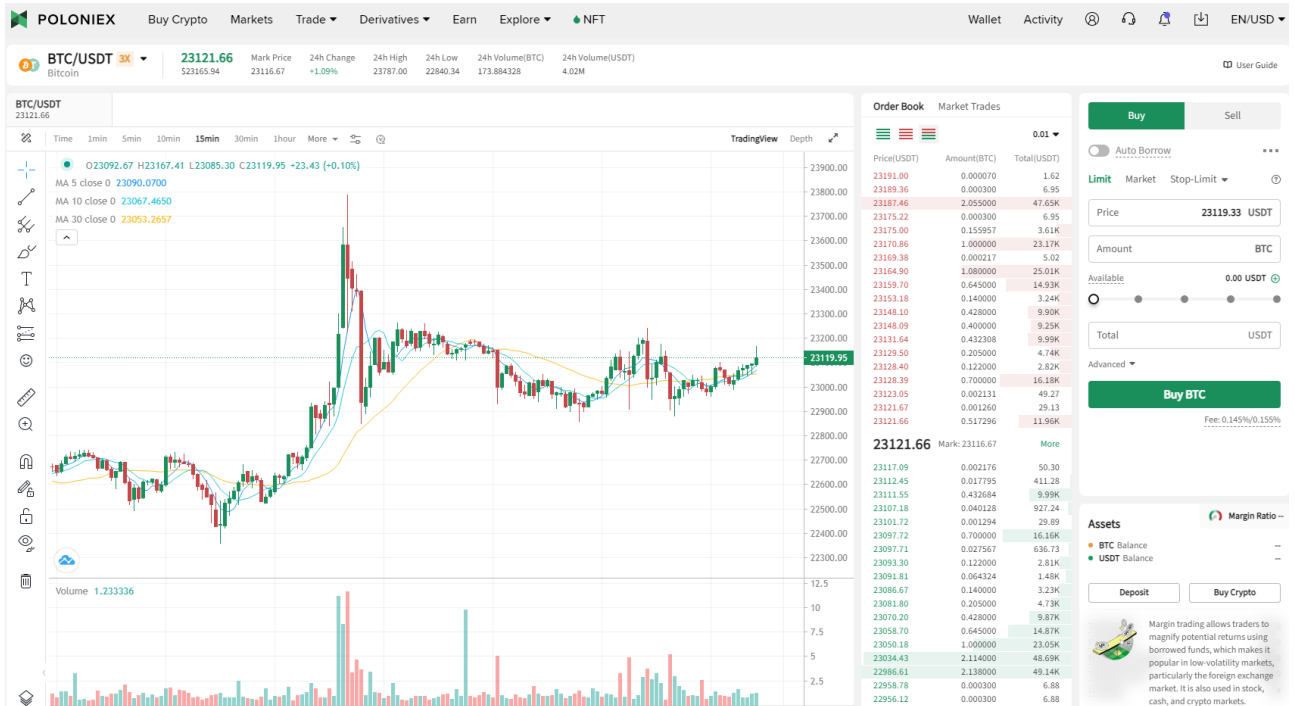 POLONIEX Buy Crypto Markets Trade Derivatives Earn Explore NFT Wallet Activity EN/USD
BTC/USDT 3X 23121.66 Mark Price 24h Change 24h High 24h Low 24h Volume(BTC) 24h Volume(USDT)
Bitcoin $23165.94 23116.67 +1.09% 23787.00 22840.34 173.884328 4.02M User Guide
BTC/USDT
23121.66
Time 1min 5min 10min 15min 30min 1hour More TradingView Depth
O23092.67 H23167.41 L23085.30 C23119.95 +23.43 (+0.10%)
MA 5 close 0 23090.0700
MA 10 close 0 23067.4650
MA 30 close 0 23053.2657
23900.00
23800.00
23700.00
23600.00
23500.00
23400.00
23300.00
23200.00
23119.95
23000.00
22900.00
22800.00
22700.00
22600.00
22500.00
22400.00
22300.00
Volume 1.233336
12.5
10
7.5
5
2.5
Order Book Market Trades
0.01
Price(USDT) Amount(BTC) Total(USDT)
23191.00 0.000070 1.62
23189.36 0.000300 6.95
23187.46 2.055000 47.65K
23175.22 0.000300 6.95
23175.00 0.155957 3.61K
23170.86 1.000000 23.17K
23169.38 0.000217 5.02
23164.90 1.080000 25.01K
23159.70 0.645000 14.93K
23153.18 0.140000 3.24K
23148.10 0.428000 9.90K
23148.09 0.400000 9.25K
23131.64 0.432308 9.99K
23129.50 0.205000 4.74K
23128.40 0.122000 2.82K
23128.39 0.700000 16.18K
23123.05 0.002131 49.27
23121.67 0.001260 29.13
23121.66 0.517296 11.96K
23121.66 Mark: 23116.67 More
23117.09 0.002176 50.30
23112.45 0.017795 411.28
23111.55 0.432684 9.99K
23107.18 0.040128 927.24
23101.72 0.001294 29.89
23097.72 0.700000 16.16K
23097.71 0.027567 636.73
23093.30 0.122000 2.81K
23091.81 0.064324 1.48K
23086.67 0.140000 3.23K
23081.80 0.205000 4.73K
23070.20 0.428000 9.87K
23058.70 0.645000 14.87K
23050.18 1.000000 23.05K
23034.43 2.114000 48.69K
22986.61 2.138000 49.14K
22958.78 0.000300 6.88
22956.12 0.000300 6.88
Buy Sell
Auto Borrow
Limit Market Stop-Limit
Price 23119.33 USDT
Amount BTC
Available 0.00 USDT
Total USDT
Advanced
Buy BTC
Fee: 0.145%/0.155%
Assets Margin Ratio --
BTC Balance --
USDT Balance --
Deposit Buy Crypto
Margin trading allows traders to
magnify potential returns using
borrowed funds, which makes it
popular in low-volatility markets,
particularly the foreign exchange
market. It is also used in stock,
cash, and crypto markets.